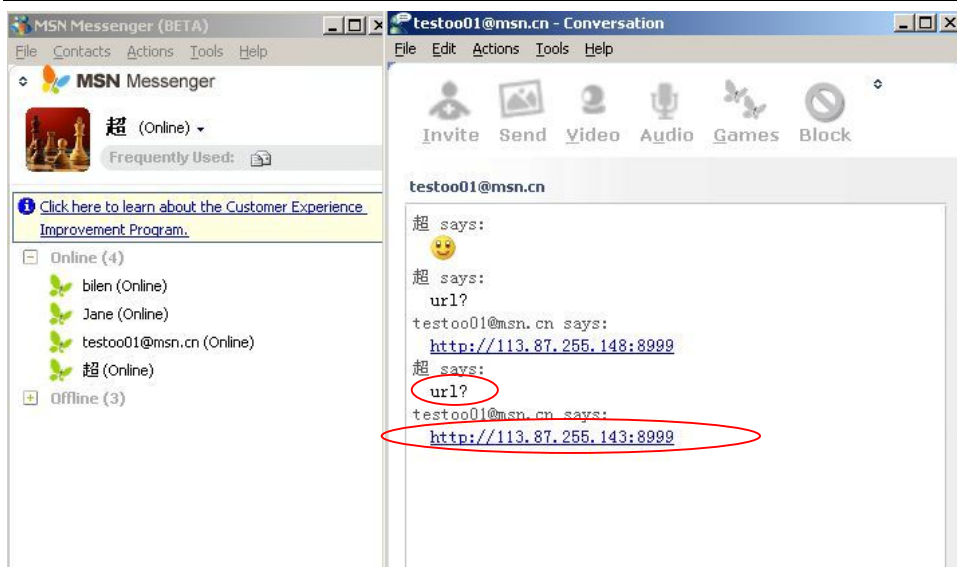 MSN Messenger (BETA)
File Contacts Actions Tools Help
MSN Messenger
超 (Online)
Frequently Used:
Click here to learn about the Customer Experience
Improvement Program.
Online (4)
bilen (Online)
Jane (Online)
testoo01@msn.cn (Online)
超 (Online)
Offline (3)
testoo01@msn.cn - Conversation
File Edit Actions Tools Help
Invite Send Video Audio Games Block
testoo01@msn.cn
超 says:
超 says:
url?
testoo01@msn.cn says:
http://113.87.255.148:8999
超 says:
url?
testoo01@msn.cn says:
http://113.87.255.143:8999